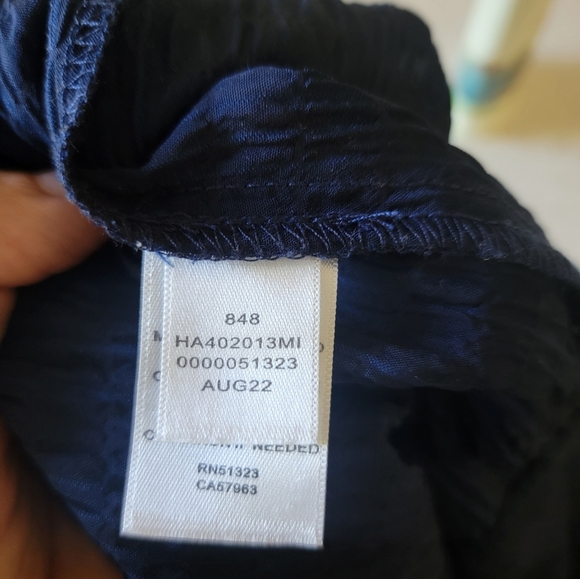 848
HA402013MI
0000051323
AUG22
NEEDED
RN51323
CA57963